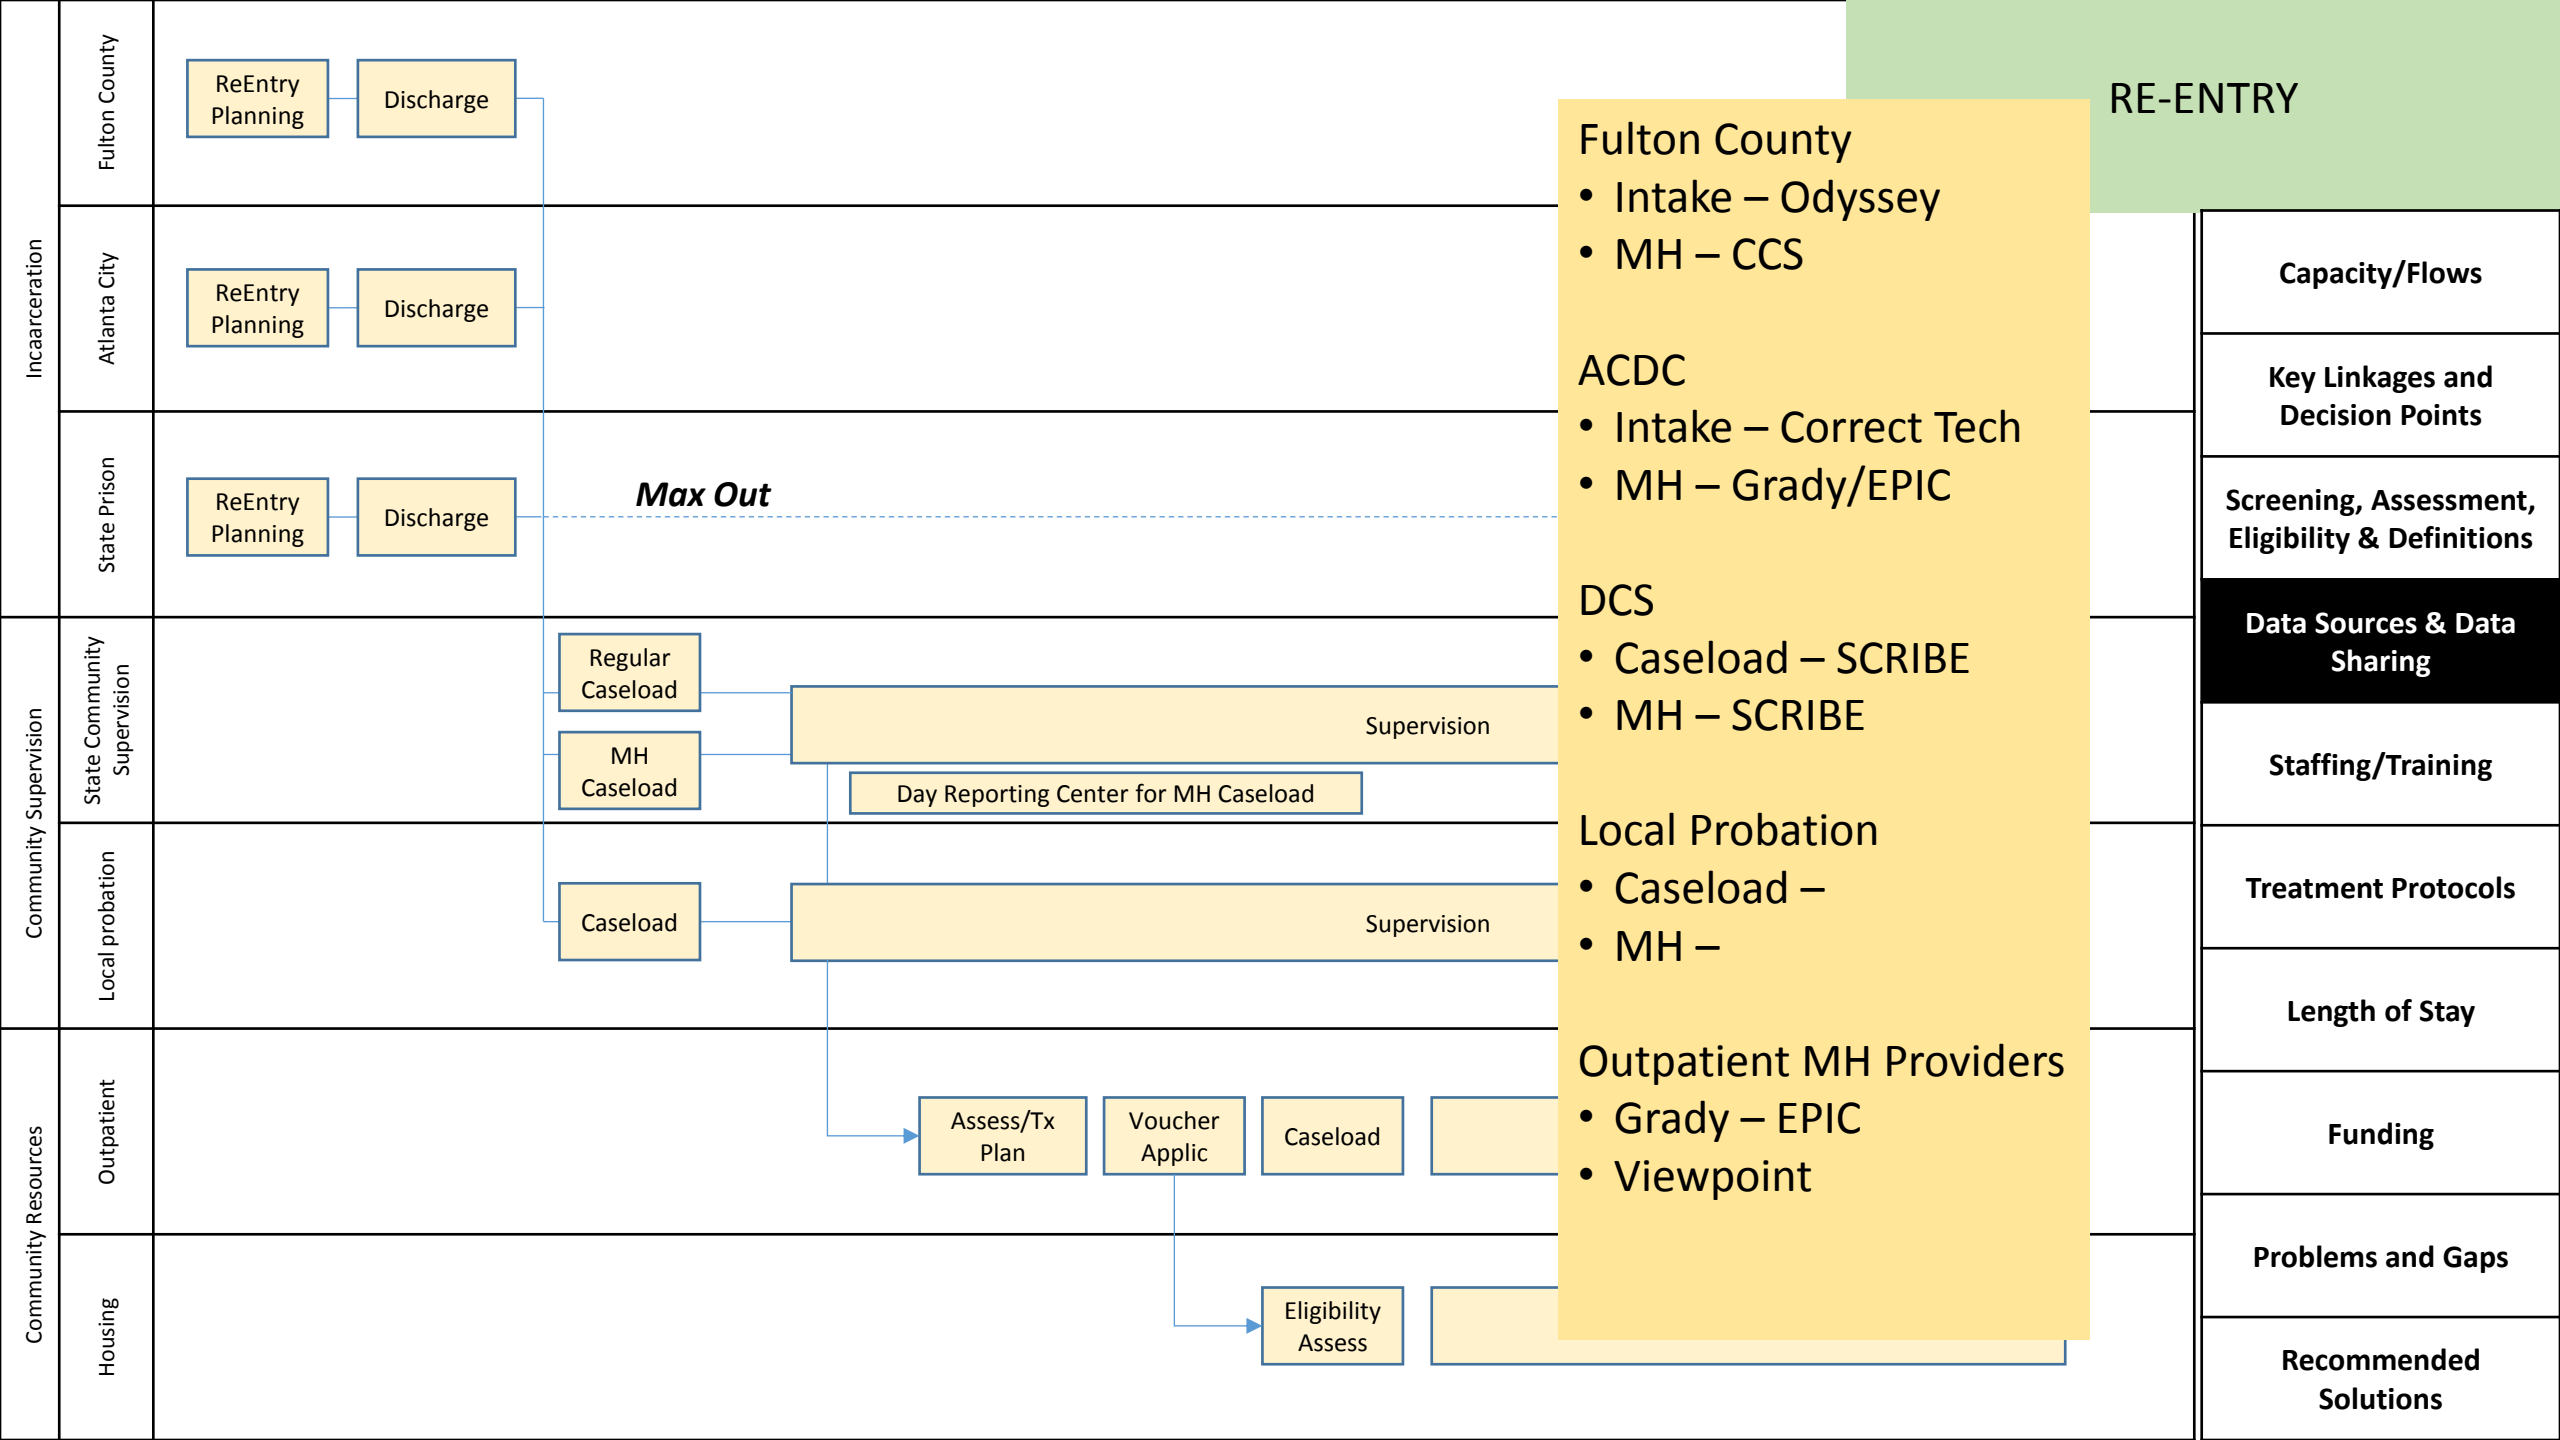 RE-ENTRY
Incarceration
Fulton County
ReEntry
Planning
Discharge
Atlanta City
ReEntry
Planning
Discharge
State Prison
ReEntry
Planning
Discharge
Max Out
Community Supervision
State Community
Supervision
Regular
Caseload
MH
Caseload
Supervision
Day Reporting Center for MH Caseload
Local probation
Caseload
Supervision
Community Resources
Outpatient
Assess/Tx
Plan
Voucher
Applic
Caseload
Housing
Eligibility
Assess
Fulton County
• Intake – Odyssey
• MH – CCS
ACDC
• Intake – Correct Tech
• MH – Grady/EPIC
DCS
• Caseload – SCRIBE
• MH – SCRIBE
Local Probation
• Caseload –
• MH –
Outpatient MH Providers
• Grady – EPIC
• Viewpoint
Capacity/Flows
Key Linkages and
Decision Points
Screening, Assessment,
Eligibility & Definitions
Data Sources & Data
Sharing
Staffing/Training
Treatment Protocols
Length of Stay
Funding
Problems and Gaps
Recommended
Solutions